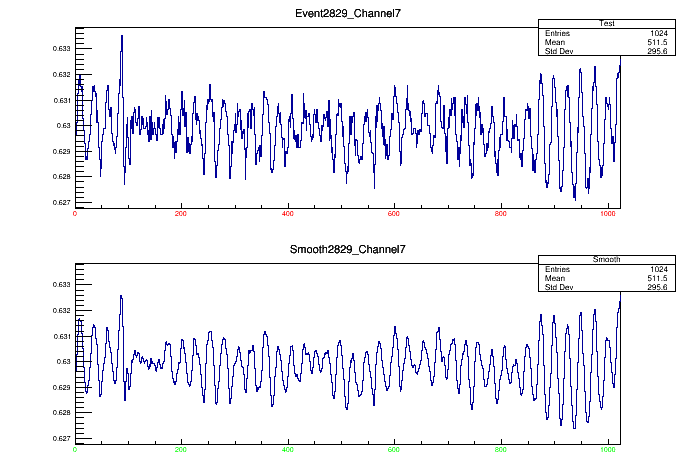 Event2829_Channel7
Test
Entries 1024
Mean 511.5
Std Dev 295.6
0.633
0.632
0.631
0.63
0.629
0.628
0.627
0 200 400 600 800 1000
Smooth2829_Channel7
Smooth
Entries 1024
Mean 511.5
Std Dev 295.6
0.633
0.632
0.631
0.63
0.629
0.628
0.627
0 200 400 600 800 1000